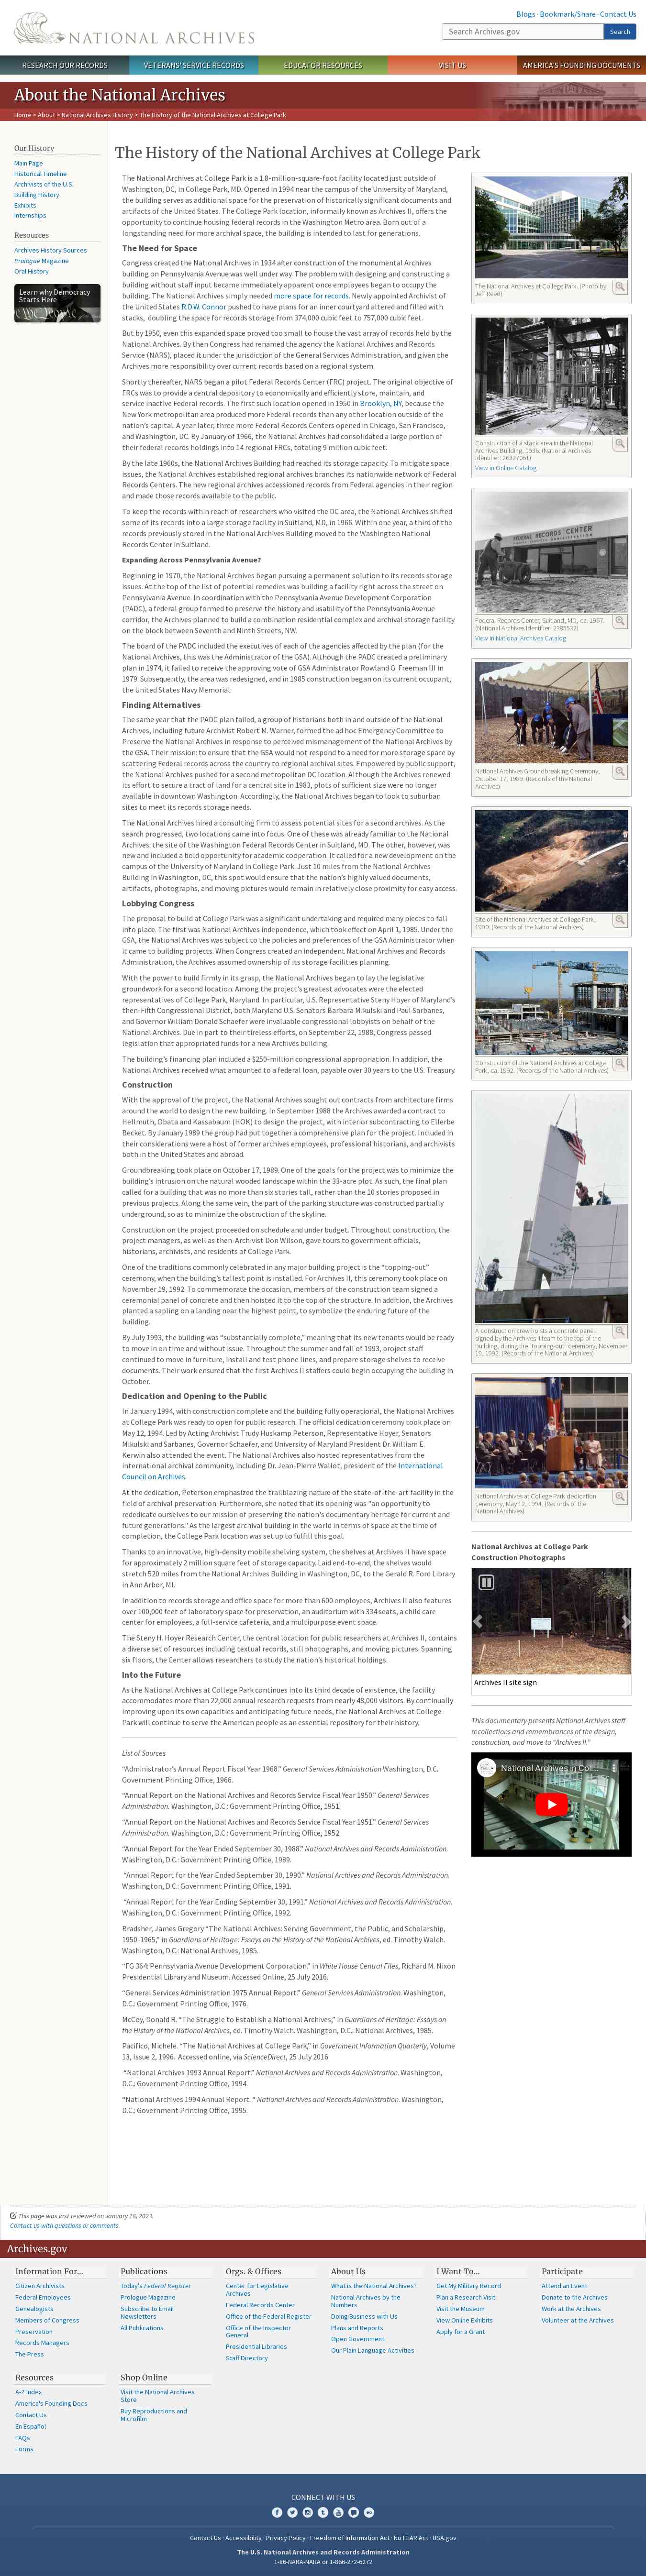 Blogs · Bookmark/Share · Contact Us
NATIONAL ARCHIVES
Search Archives.gov
Search
RESEARCH OUR RECORDS
VETERANS' SERVICE RECORDS
EDUCATOR RESOURCES
VISIT US
AMERICA'S FOUNDING DOCUMENTS
About the National Archives
Home > About > National Archives History > The History of the National Archives at College Park
Our History
Main Page
Historical Timeline
Archivists of the U.S.
Building History
Exhibits
Internships
Resources
Archives History Sources
Prologue Magazine
Oral History
Learn why Democracy
Starts Here
The History of the National Archives at College Park
The National Archives at College Park is a 1.8-million-square-foot facility located just outside of
Washington, DC, in College Park, MD. Opened in 1994 next to the campus of the University of Maryland,
the building supplies records storage, office space, and conservation labs unmatched by any other
archival institution in the world. The College Park location, informally known as Archives II, offers the
opportunity to consolidate vital federal holdings record in the Washington Metro area. Born out of a
longstanding need for more archival space, the building is intended to last for generations.
The Need for Space
Congress created the National Archives in 1934 after construction of the monumental Archives
building on Pennsylvania Avenue was well under way. The problem with designing and constructing a
building without input from those who would use it was immediately apparent when employees began to occupy the
building. The National Archives simply needed more space for records. Newly appointed Archivist of
the United States R.D.W. Connor pushed to have plans for an inner courtyard altered to hold more
stacks, doubling the space for records storage from 374,000 cubic feet to 757,000 cubic feet.
But by 1950, even this expanded space proved too small to house the vast array of records held by the
National Archives. By then Congress had renamed the agency the National Archives and Records
Service (NARS), placed it under the jurisdiction of the General Services Administration, and given the
Archives more responsibility over current records based on a regional system.
Shortly thereafter, NARS began a pilot Federal Records Center (FRC) project. The original objective of
FRCs was to provide a central depository to economically and efficiently store, maintain, and
service inactive Federal records. The first such location opened in 1950 in Brooklyn, NY, because the
New York metropolitan area produced more Federal records than any other location outside of the
nation's capital. A year later, three more Federal Records Centers opened in Chicago, San Francisco,
and Washington, DC. By January of 1966, the National Archives had consolidated a large portion of
their federal records holdings into 14 regional FRCs, totaling 9 million cubic feet.
By the late 1960s, the National Archives Building had reached its storage capacity. To mitigate the
space issues, the National Archives established regional archives branches in its nationwide network of Federal
Records Centers. The new regional archives accessioned records from Federal agencies in their region
and made those records available to the public.
To keep the records within reach of researchers who visited the DC area, the National Archives shifted
some of its records into a large storage facility in Suitland, MD, in 1966. Within one year, a third of the
records previously stored in the National Archives Building moved to the Washington National
Records Center in Suitland.
Expanding Across Pennsylvania Avenue?
Beginning in 1970, the National Archives began pursuing a permanent solution to its records storage
issues. At the top of the list of potential remedies was building a facility right across the street on
Pennsylvania Avenue. In coordination with the Pennsylvania Avenue Development Corporation
(PADC), a federal group formed to preserve the history and usability of the Pennsylvania Avenue
corridor, the Archives planned to build a combination residential complex and archival storage facility
on the block between Seventh and Ninth Streets, NW.
The board of the PADC included the executives of each of the agencies affected by the plan (for the
National Archives, this was the Administrator of the GSA). Although the PADC created a preliminary
plan in 1974, it failed to receive the approving vote of GSA Administrator Rowland G. Freeman III in
1979. Subsequently, the area was redesigned, and in 1985 construction began on its current occupant,
the United States Navy Memorial.
Finding Alternatives
The same year that the PADC plan failed, a group of historians both in and outside of the National
Archives, including future Archivist Robert M. Warner, formed the ad hoc Emergency Committee to
Preserve the National Archives in response to perceived mismanagement of the National Archives by
the GSA. Their mission: to ensure that the GSA would not respond to a need for more storage space by
scattering federal records across the country to regional archival sites. Supported by public, employee, and
the National Archives pushed for a second metropolitan DC location. Although the Archives renewed
its effort to secure a tract of land for a central site in 1983, plots of sufficient size were no longer
available in downtown Washington. Accordingly, the National Archives began to look to suburban
sites to meet its records storage needs.
The National Archives hired a consulting firm to assess potential sites for a second archives. As the
search progressed, two locations came into focus. One of these was already familiar to the National
Archives: the site of the Washington National Records Center in Suitland, MD. The other, however, was
new and included a bold opportunity for academic cooperation. It called for a new development on the
campus of the University of Maryland in College Park. Just 10 miles from the National Archives
Building in Washington, DC, this spot would ensure that the nation's highly valued documents,
artifacts, photographs, and moving pictures would remain in relatively close proximity for easy access.
Lobbying Congress
The proposal to build at College Park was a significant undertaking and required many pieces to fall
into place. The first was National Archives independence, which took effect on April 1, 1985. Under the
GSA, the National Archives was subject to the policies and preferences of the GSA Administrator when
it came to building projects. When Congress created an independent National Archives and Records
Administration, the Archives assumed ownership of its storage facilities planning.
With the power to build firmly in its grasp, the National Archives began to lay the legislative
groundwork for a second location. Among the project's greatest advocates were the elected
representatives of College Park, Maryland. In particular, U.S. Representative Steny Hoyer of Maryland's
then-Fifth Congressional District, both Maryland U.S. Senators Barbara Mikulski and Paul Sarbanes,
and Governor William Donald Schaefer were invaluable congressional lobbyists on behalf of the
National Archives. Due in part to their tireless efforts, on September 22, 1988, Congress passed
legislation that appropriated funds for a new Archives building.
The building's financing plan included a $250-million congressional appropriation. In addition, the
National Archives received what amounted to a federal loan, payable over 30 years to the U.S. Treasury.
Construction
With the approval of the project, the National Archives sought out contracts from architecture firms
around the world to design the new building. In September 1988 the Archives awarded a contract to
Hellmuth, Obata and Kassabaum (HOK) to design the project, with interior subcontracting to Ellerbe
Becket. By January 1989 the group had put together a comprehensive plan for the project. Included in
the planning were a number of former archives employees, professional historians, and archivists
both in the United States and abroad.
Groundbreaking took place on October 17, 1989. One of the goals for the project was to minimize the
building's intrusion on the natural wooded landscape within the 33-acre plot. As such, the final plan
called for a building that was no more than six stories tall, rather than the 10 stories proposed in
previous plans. Along the same vein, part of the complex would be constructed partway
underground, so as to minimize the obstruction of the skyline.
Construction on the project proceeded on schedule and under budget. Throughout construction, the
project managers, as well as then-Archivist Don Wilson, gave tours to government officials,
historians, archivists, and residents of College Park.
One of the traditions commonly celebrated in any major building project is the “topping-out”
ceremony, when the building's tallest point is installed. For Archives II, this ceremony took place on
November 19, 1992. To commemorate the occasion, members of the construction team signed a large
concrete panel and then hoisted it to the top of the structure. In addition, the Archives
planted a sapling on a landing near the highest point, to symbolize the enduring future of the
building.
By July 1993, the building was “substantially complete,” meaning that its new tenants would be ready
to move in on time and without issue. Throughout the summer and fall of 1993, project staff
continued to move in furniture, install and test phone lines, and explore space plans to house sensitive
documents. Their work ensured that the first Archives II staffers could begin occupying the building in
October.
Dedication and Opening to the Public
In January 1994, with construction complete and the building fully operational, the National Archives
at College Park was ready to open for public research. The official dedication ceremony took place on
May 12, 1994. Led by Acting Archivist Trudy Huskamp Peterson, Representative Hoyer, Senators
Mikulski and Sarbanes, Governor Schaefer, and University of Maryland President Dr. William E.
Kerwin also attended the event. The National Archives also hosted representatives from the
international archival community, including Dr. Jean-Pierre Wallot, president of the International
Council on Archives.
At the dedication, Peterson emphasized the trailblazing nature of the state-of-the-art facility in the
field of archival preservation. Furthermore, she noted that its opening was "an opportunity to
rededicate ourselves to our mission of preserving the documentary heritage for the current and
future generations." As the largest archival building in the world in terms of space at the time of
completion, the College Park location was set up to fulfill this goal.
Thanks to an innovative, high-density mobile shelving system, the shelves at Archives II have space
for approximately 2 million square feet of records storage capacity. Laid end-to-end, the shelves would
stretch 520 miles from the National Archives Building in Washington, DC, to the Gerald R. Ford Library
in Ann Arbor, MI.
In addition to records storage and office space for more than 600 employees, Archives II also features
over 100,000 feet of laboratory space for preservation, an auditorium with 334 seats, a child care
center for employees, a full-service cafeteria, and a multipurpose event room.
The Steny H. Hoyer Research Center, the central location for public researchers at Archives II, contains
a diverse set of resources including textual records, still photographs, and moving pictures. Spanning
six floors, the Center allows researchers to study the nation's historical holdings.
Into the Future
As the National Archives at College Park continues into its third decade of existence, the facility
accommodates more than 22,000 annual research requests from nearly 48,000 visitors. By continually
improving upon its own capacities and anticipating future needs, the National Archives at College
Park will continue to serve the American people as an essential repository for their history.
List of Sources
“Administrator's Annual Report Fiscal Year 1968.” General Services Administration Washington, D.C.:
Government Printing Office, 1966.
“Annual Report on the National Archives and Records Service Fiscal Year 1950.” General Services
Administration. Washington, D.C.: Government Printing Office, 1951.
“Annual Report on the National Archives and Records Service Fiscal Year 1951.” General Services
Administration. Washington, D.C.: Government Printing Office, 1952.
“Annual Report for the Year Ended September 30, 1988.” National Archives and Records Administration.
Washington, D.C.: Government Printing Office, 1989.
“Annual Report for the Year Ended September 30, 1990.” National Archives and Records Administration.
Washington, D.C.: Government Printing Office, 1991.
“Annual Report for the Year Ending September 30, 1991.” National Archives and Records Administration.
Washington, D.C.: Government Printing Office, 1992.
Bradsher, James Gregory “The National Archives: Serving Government, the Public, and Scholarship,
1950-1965,” in Guardians of Heritage: Essays on the History of the National Archives, ed. Timothy Walch.
Washington, D.C.: National Archives, 1985.
“FG 364: Pennsylvania Avenue Development Corporation.” in White House Central Files, Richard M. Nixon
Presidential Library and Museum. Accessed Online, 25 July 2016.
“General Services Administration 1975 Annual Report.” General Services Administration. Washington,
D.C.: Government Printing Office, 1976.
McCoy, Donald R. “The Struggle to Establish a National Archives,” in Guardians of Heritage: Essays on
the History of the National Archives, ed. Timothy Walch. Washington, D.C.: National Archives, 1985.
Pacifico, Michele. “The National Archives at College Park,” in Government Information Quarterly, Volume
13, Issue 2, 1996. Accessed online, via ScienceDirect, 25 July 2016
“National Archives 1993 Annual Report.” National Archives and Records Administration. Washington,
D.C.: Government Printing Office, 1994.
“National Archives 1994 Annual Report. “ National Archives and Records Administration. Washington,
D.C.: Government Printing Office, 1995.
The National Archives at College Park. (Photo by
Jeff Reed)
Construction of a stack area in the National
Archives Building, 1936. (National Archives
Identifier: 26327061)
View in Online Catalog
FEDERAL RECORDS CENTER
Federal Records Center, Suitland, MD, ca. 1967.
(National Archives Identifier: 23855332)
View in National Archives Catalog
National Archives Groundbreaking Ceremony,
October 17, 1989. (Records of the National
Archives)
Site of the National Archives at College Park,
1990. (Records of the National Archives)
Construction of the National Archives at College
Park, ca. 1992. (Records of the National Archives)
A construction crew hoists a concrete panel
signed by the Archives II team to the top of the
building, during the "topping-out" ceremony, November
19, 1992. (Records of the National Archives)
National Archives at College Park dedication
ceremony, May 12, 1994. (Records of the
National Archives)
National Archives at College Park
Construction Photographs
Archives II site sign
This documentary presents National Archives staff
recollections and remembrances of the design,
construction, and move to “Archives II.”
National Archives in Coll
This page was last reviewed on January 18, 2023.
Contact us with questions or comments.
Archives.gov
Information For…
Citizen Archivists
Federal Employees
Genealogists
Members of Congress
Preservation
Records Managers
The Press
Publications
Today's Federal Register
Prologue Magazine
Subscribe to Email
Newsletters
All Publications
Orgs. & Offices
Center for Legislative
Archives
Federal Records Center
Office of the Federal Register
Office of the Inspector
General
Presidential Libraries
Staff Directory
About Us
What is the National Archives?
National Archives by the
Numbers
Doing Business with Us
Plans and Reports
Open Government
Our Plain Language Activities
I Want To…
Get My Military Record
Plan a Research Visit
Visit the Museum
View Online Exhibits
Apply for a Grant
Participate
Attend an Event
Donate to the Archives
Work at the Archives
Volunteer at the Archives
Resources
A-Z Index
America's Founding Docs
Contact Us
En Español
FAQs
Forms
Shop Online
Visit the National Archives
Store
Buy Reproductions and
Microfilm
CONNECT WITH US
Contact Us · Accessibility · Privacy Policy · Freedom of Information Act · No FEAR Act · USA.gov
The U.S. National Archives and Records Administration
1-86-NARA-NARA or 1-866-272-6272